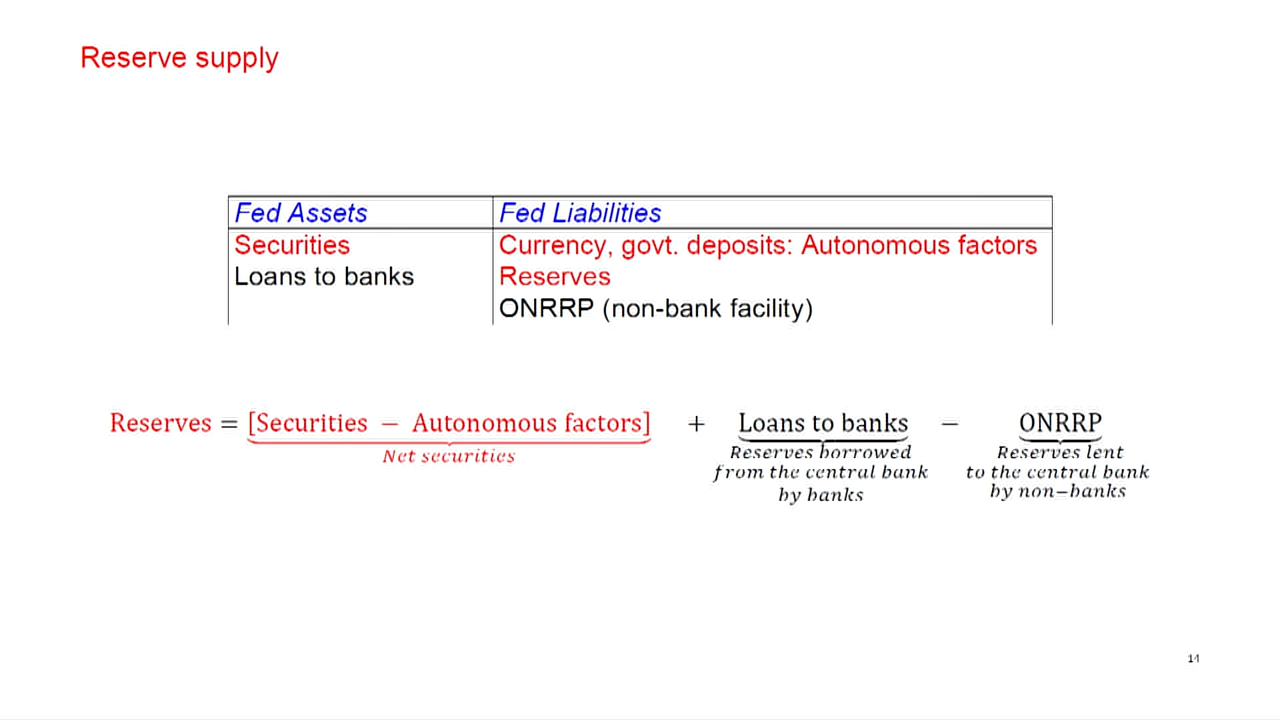 Reserve supply
Fed Assets Fed Liabilities
Securities Currency, govt. deposits: Autonomous factors
Loans to banks Reserves
ONRRP (non-bank facility)
Reserves = [Securities − Autonomous factors] + Loans to banks − ONRRP
Net securities
Reserves borrowed
from the central bank
by banks
Reserves lent
to the central bank
by non−banks
14